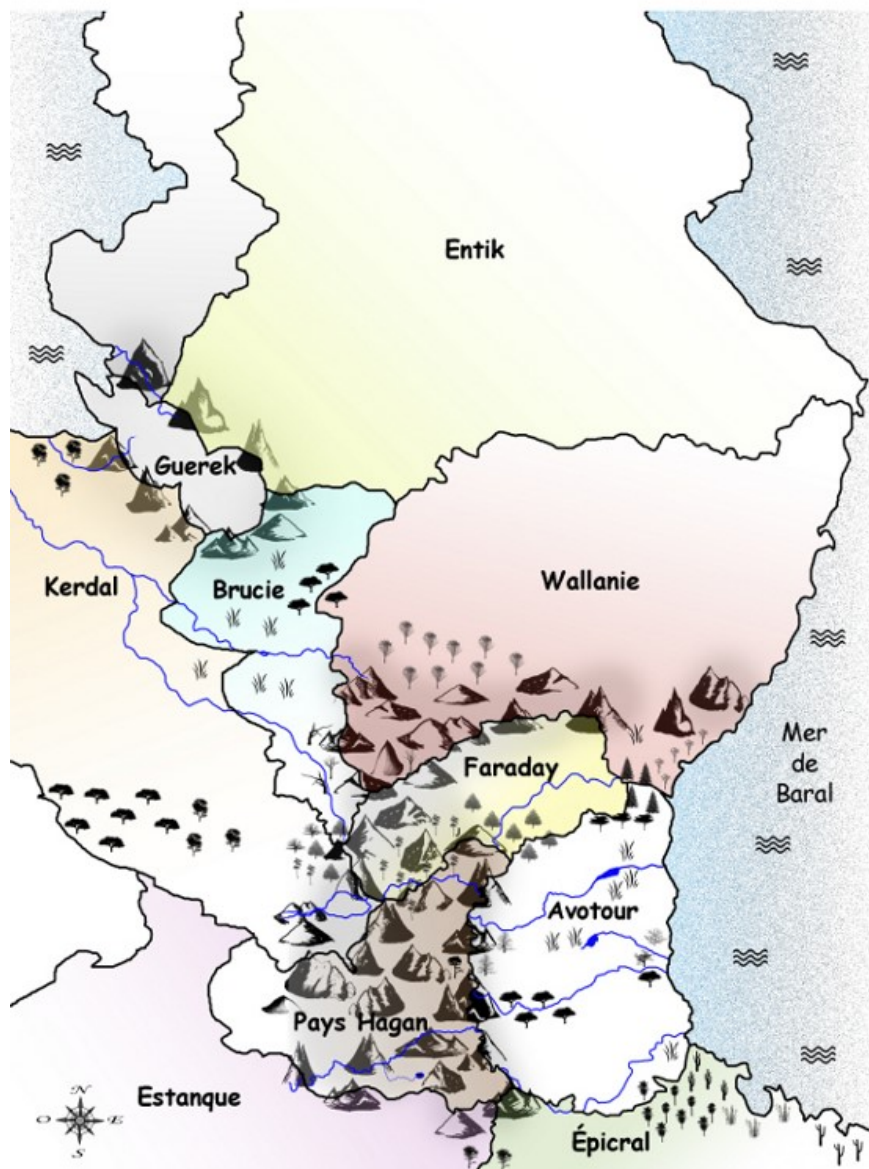 Entik
Guerek
Kerdal
Brucie
Wallanie
Faraday
Mer
de
Baral
Avotour
Pays Hagan
Estanque
Épicral
N
O
E
S